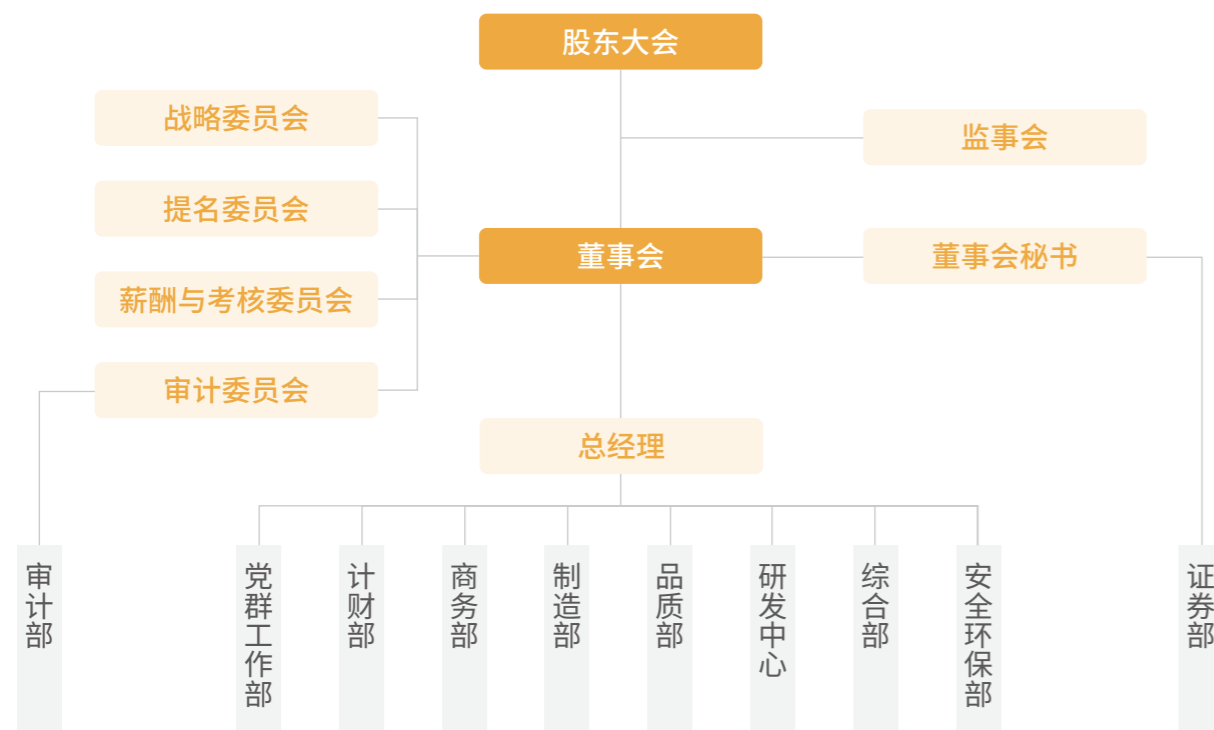 股东大会
战略委员会
监事会
提名委员会
董事会
董事会秘书
薪酬与考核委员会
审计委员会
总经理
审计部
党群工作部
计财部
商务部
制造部
品质部
研发中心
综合部
安全环保部
证券部